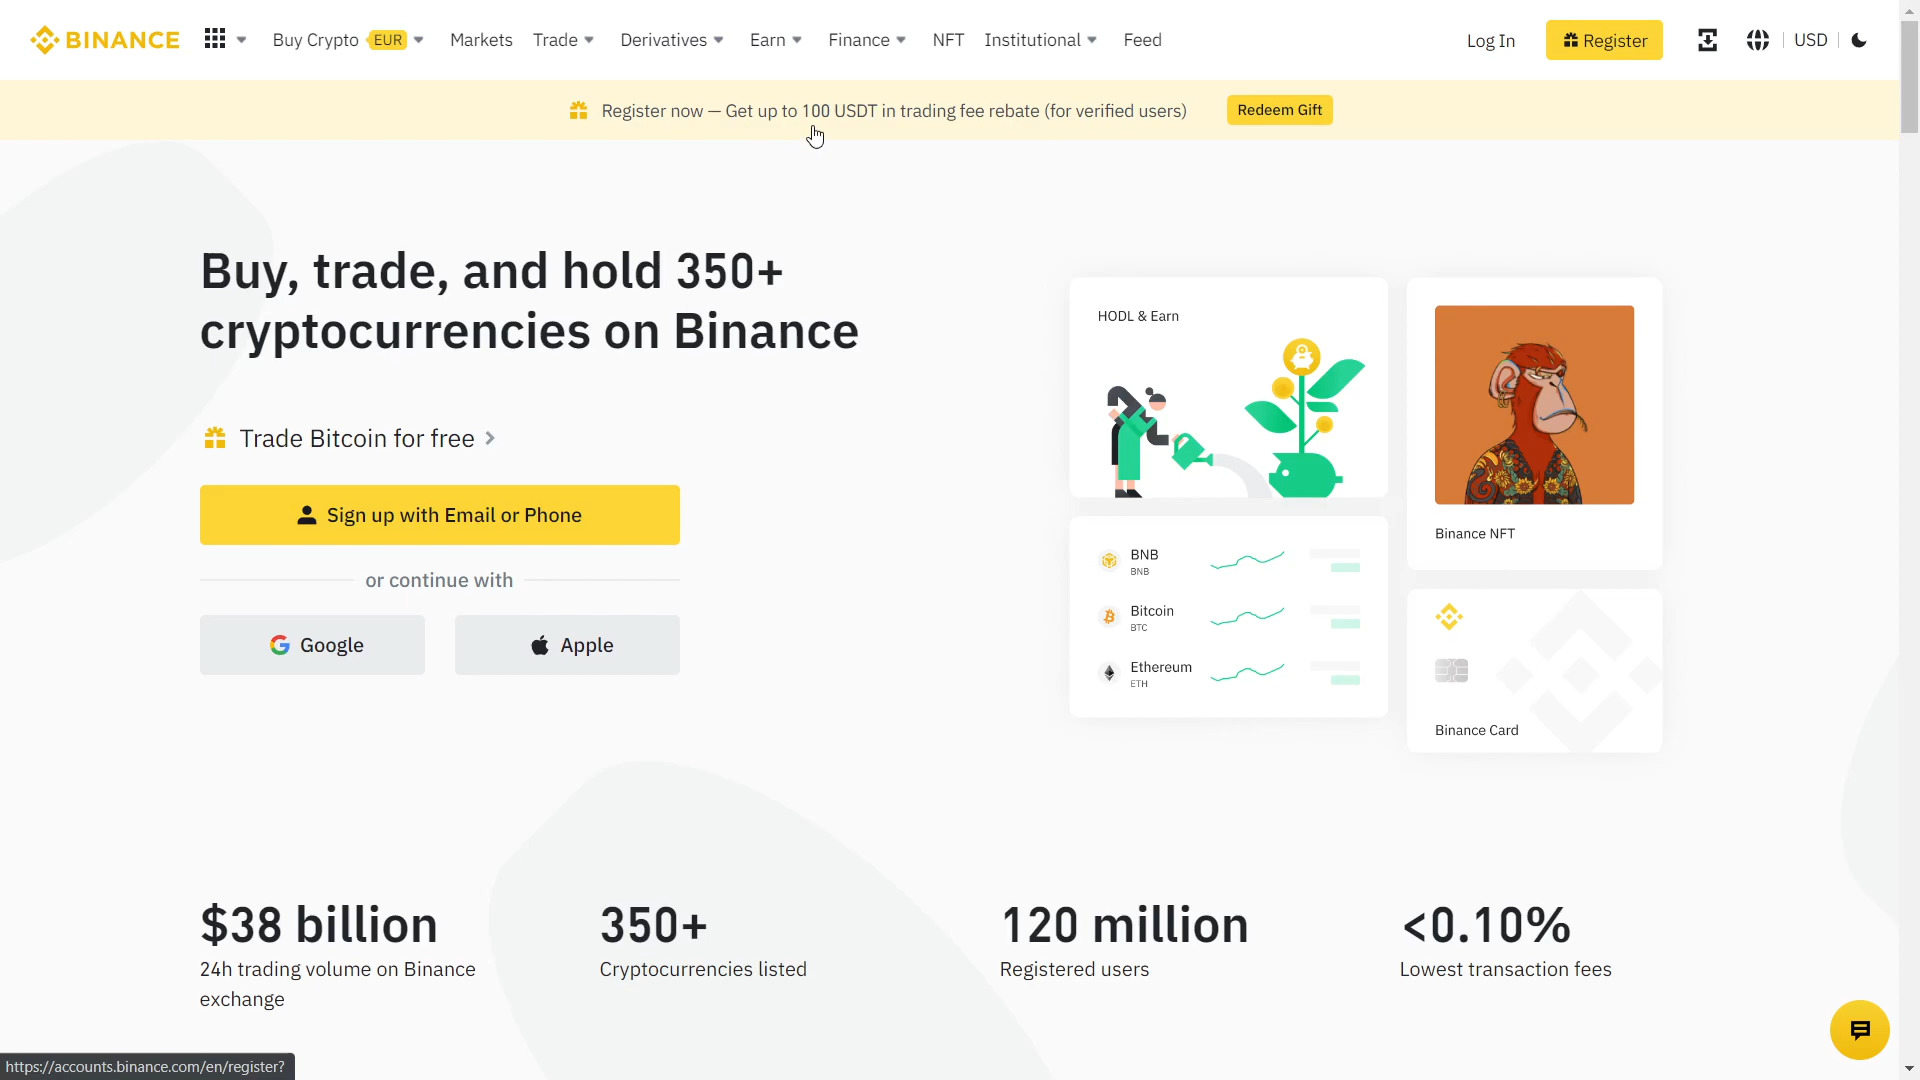 BINANCE
Buy Crypto EUR
Markets
Trade
Derivatives
Earn
Finance
NFT
Institutional
Feed
Log In
Register
USD
Register now — Get up to 100 USDT in trading fee rebate (for verified users)
Redeem Gift
Buy, trade, and hold 350+
cryptocurrencies on Binance
Trade Bitcoin for free
Sign up with Email or Phone
or continue with
Google
Apple
HODL & Earn
Binance NFT
BNB
BNB
Bitcoin
BTC
Ethereum
ETH
Binance Card
$38 billion
24h trading volume on Binance
exchange
350+
Cryptocurrencies listed
120 million
Registered users
<0.10%
Lowest transaction fees
https://accounts.binance.com/en/register?